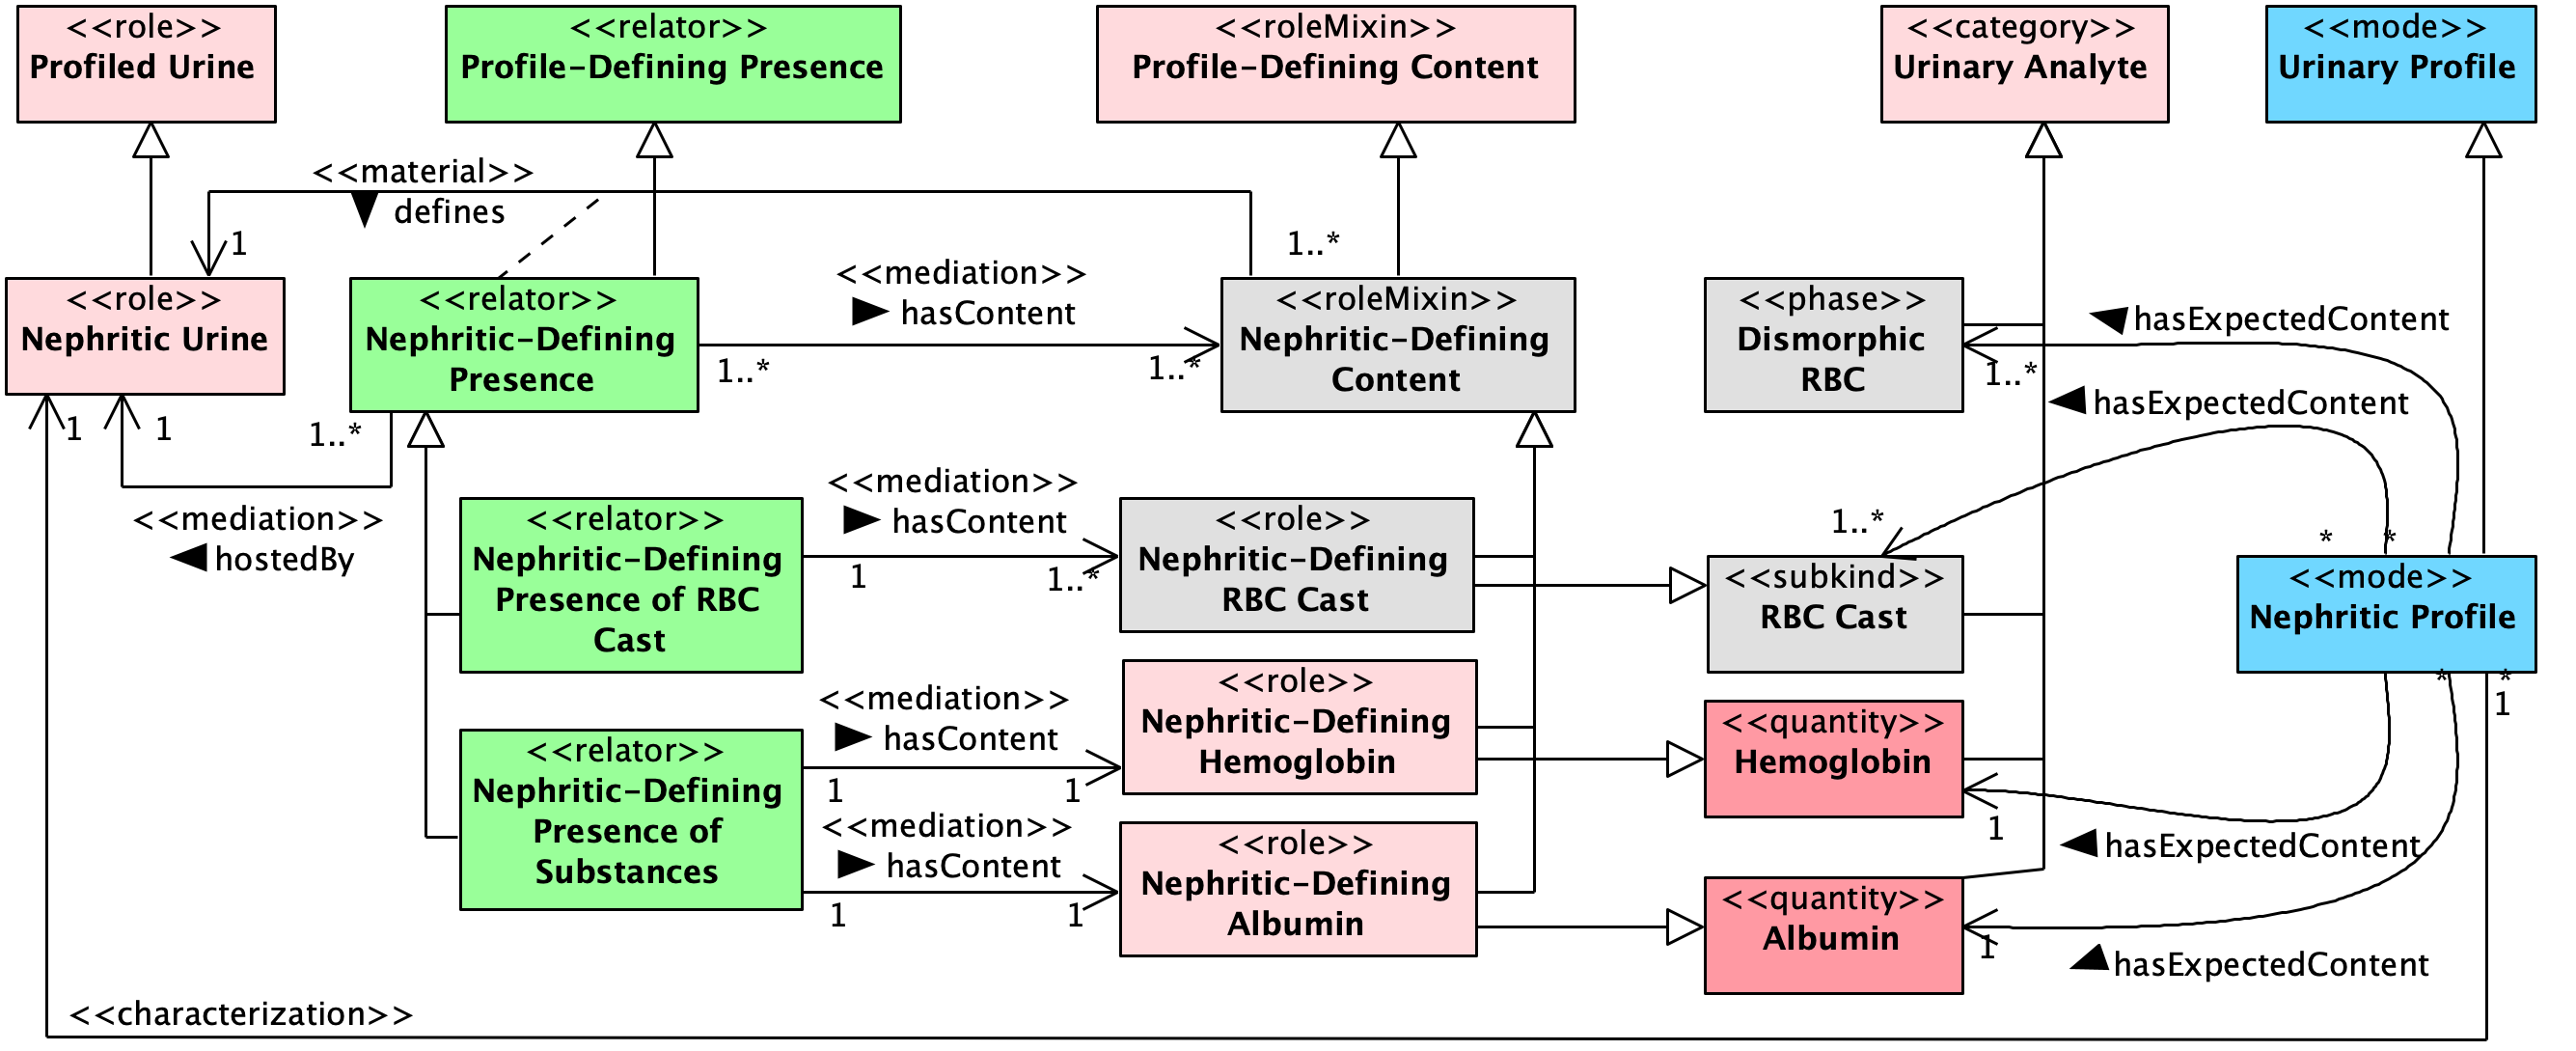 <<role>>
Profiled Urine
<<relator>>
Profile-Defining Presence
<<roleMixin>>
Profile-Defining Content
<<category>>
Urinary Analyte
<<mode>>
Urinary Profile
<<material>>
defines
1
1..*
<<role>>
Nephritic Urine
<<relator>>
Nephritic-Defining
Presence
<<mediation>>
hasContent
1..*
1..*
<<roleMixin>>
Nephritic-Defining
Content
<<phase>>
Dismorphic
RBC
hasExpectedContent
1..*
hasExpectedContent
1
1
1..*
<<mediation>>
hostedBy
<<relator>>
Nephritic-Defining
Presence of RBC
Cast
<<mediation>>
hasContent
1
1..*
<<role>>
Nephritic-Defining
RBC Cast
1..*
<<subkind>>
RBC Cast
*
*
<<mode>>
Nephritic Profile
*
*
1
<<relator>>
Nephritic-Defining
Presence of
Substances
<<mediation>>
hasContent
1
1
<<role>>
Nephritic-Defining
Hemoglobin
<<quantity>>
Hemoglobin
1
hasExpectedContent
<<mediation>>
hasContent
1
1
<<role>>
Nephritic-Defining
Albumin
<<quantity>>
Albumin
1
hasExpectedContent
<<characterization>>